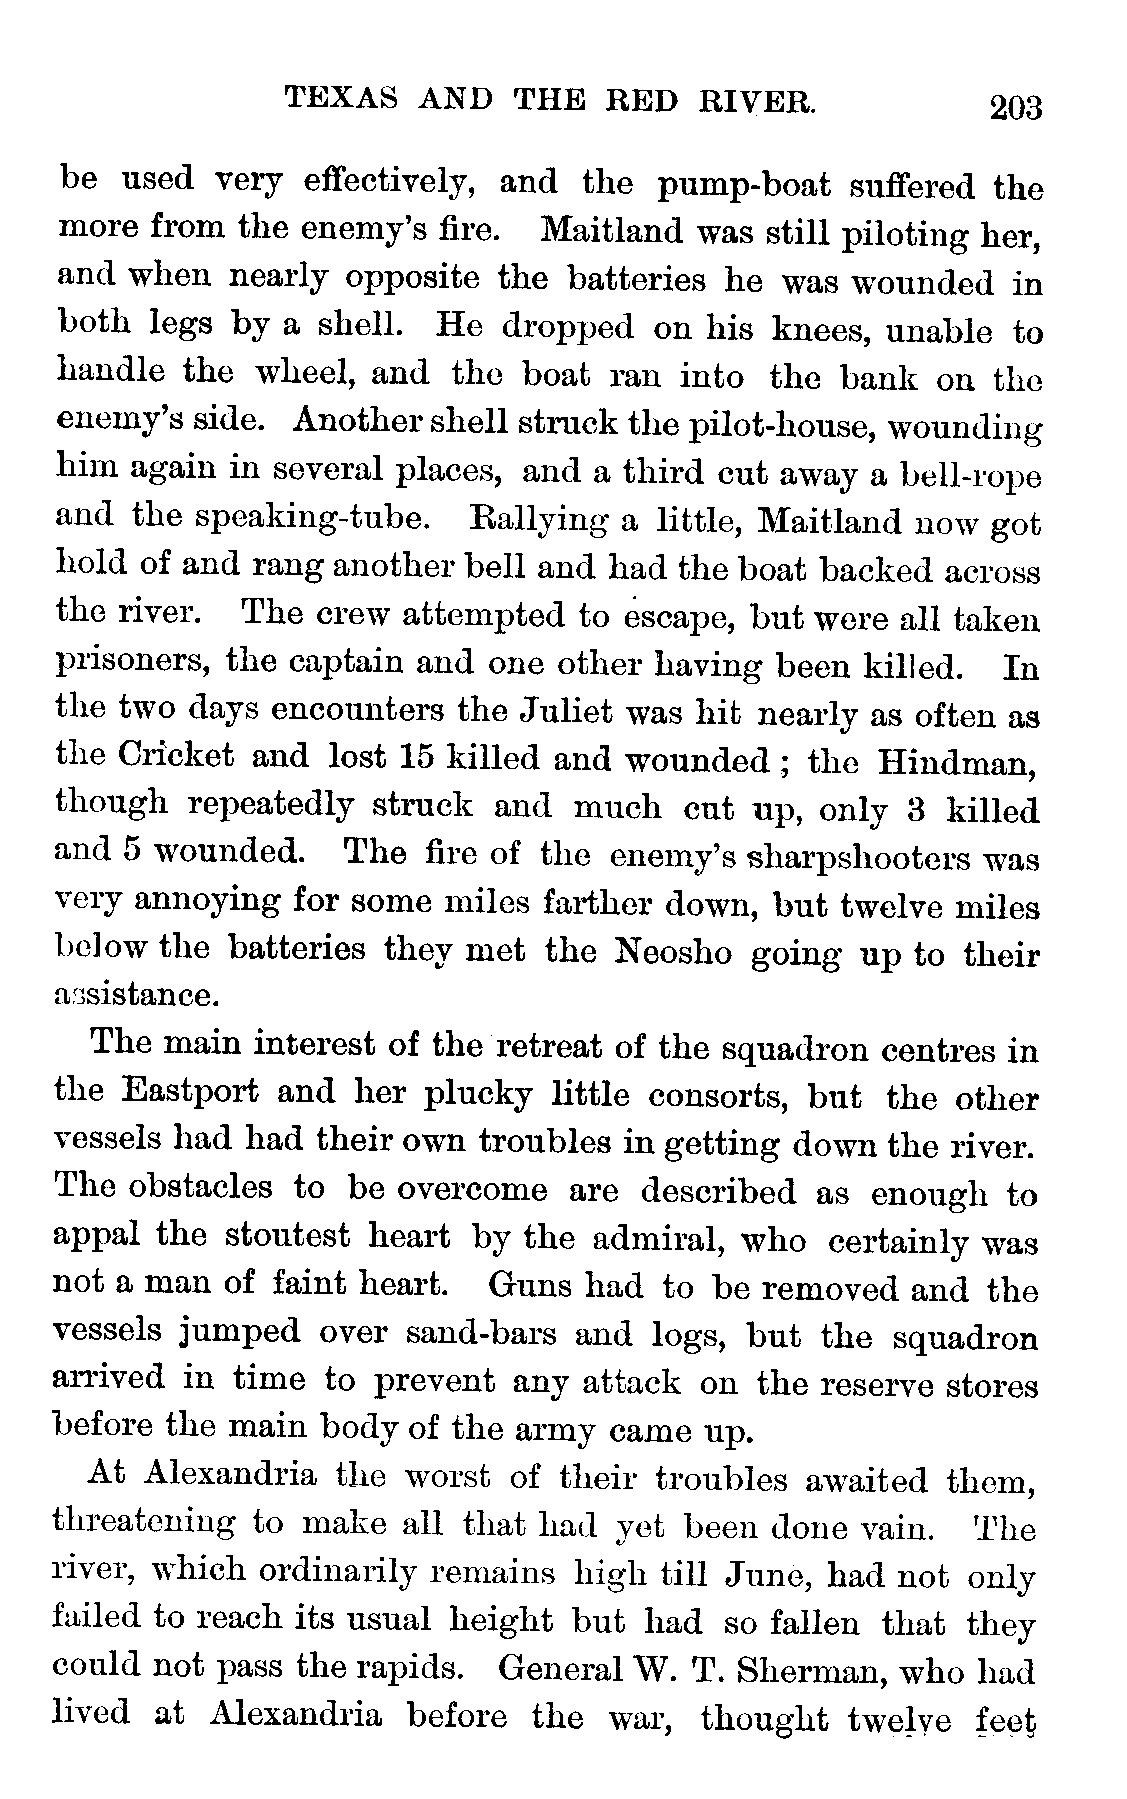 TEXAS AND THE RED RIVER. 203
be used very effectively, and the pump-boat suffered the
more from the enemy's fire. Maitland was still piloting her,
and when nearly opposite the batteries he was wounded in
both legs by a shell. He dropped on his knees, unable to
handle the wheel, and the boat ran into the bank on the
enemy's side. Another shell struck the pilot-house, wounding
him again in several places, and a third cut away a bell-rope
and the speaking-tube. Rallying a little, Maitland now got
hold of and rang another bell and had the boat backed across
the river. The crew attempted to escape, but were all taken
prisoners, the captain and one other having been killed. In
the two days encounters the Juliet was hit nearly as often as
the Cricket and lost 15 killed and wounded ; the Hindman,
though repeatedly struck and much cut up, only 3 killed
and 5 wounded. The fire of the enemy's sharpshooters was
very annoying for some miles farther down, but twelve miles
below the batteries they met the Neosho going up to their
assistance.
The main interest of the retreat of the squadron centres in
the Eastport and her plucky little consorts, but the other
vessels had had their own troubles in getting down the river.
The obstacles to be overcome are described as enough to
appal the stoutest heart by the admiral, who certainly was
not a man of faint heart. Guns had to be removed and the
vessels jumped over sand-bars and logs, but the squadron
arrived in time to prevent any attack on the reserve stores
before the main body of the army came up.
At Alexandria the worst of their troubles awaited them,
threatening to make all that had yet been done vain. The
river, which ordinarily remains high till June, had not only
failed to reach its usual height but had so fallen that they
could not pass the rapids. General W. T. Sherman, who had
lived at Alexandria before the war, thought twelve feet